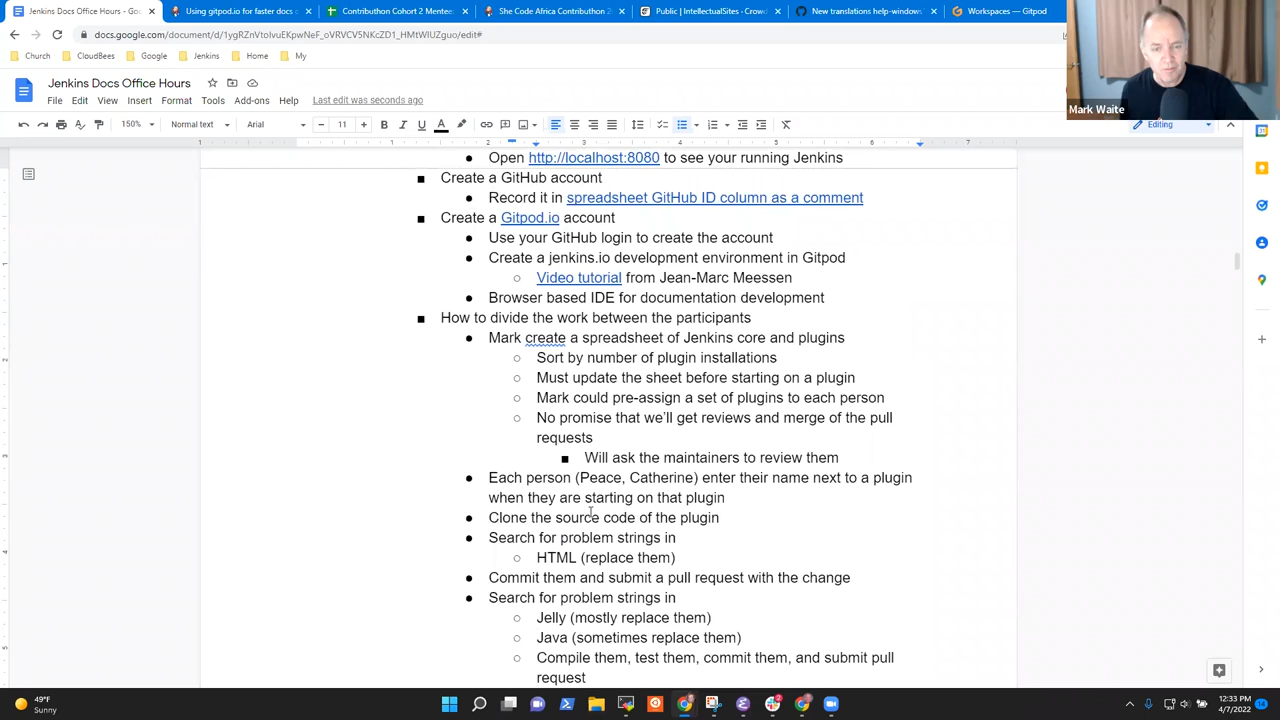 Jenkins Docs Office Hours - Goo
Using gitpod.io for faster docs c
Contributhon Cohort 2 Mentee
She Code Africa Contributhon 2
Public | IntellectualSites - Crowd
New translations help-windows
Workspaces — Gitpod
docs.google.com/document/d/1ygRZnVtoIvuEKpwNeF_oVRVCV5NKcZD1_HMtWIUZguo/edit#
Church
CloudBees
Google
Jenkins
Home
My
Mark Waite
Jenkins Docs Office Hours
File Edit View Insert Format Tools Add-ons Help Last edit was seconds ago
150% Normal text Arial 11 Editing
Open http://localhost:8080 to see your running Jenkins
Create a GitHub account
Record it in spreadsheet GitHub ID column as a comment
Create a Gitpod.io account
Use your GitHub login to create the account
Create a jenkins.io development environment in Gitpod
Video tutorial from Jean-Marc Meessen
Browser based IDE for documentation development
How to divide the work between the participants
Mark create a spreadsheet of Jenkins core and plugins
Sort by number of plugin installations
Must update the sheet before starting on a plugin
Mark could pre-assign a set of plugins to each person
No promise that we'll get reviews and merge of the pull
requests
Will ask the maintainers to review them
Each person (Peace, Catherine) enter their name next to a plugin
when they are starting on that plugin
Clone the source code of the plugin
Search for problem strings in
HTML (replace them)
Commit them and submit a pull request with the change
Search for problem strings in
Jelly (mostly replace them)
Java (sometimes replace them)
Compile them, test them, commit them, and submit pull
request
49°F
Sunny
12:33 PM
4/7/2022